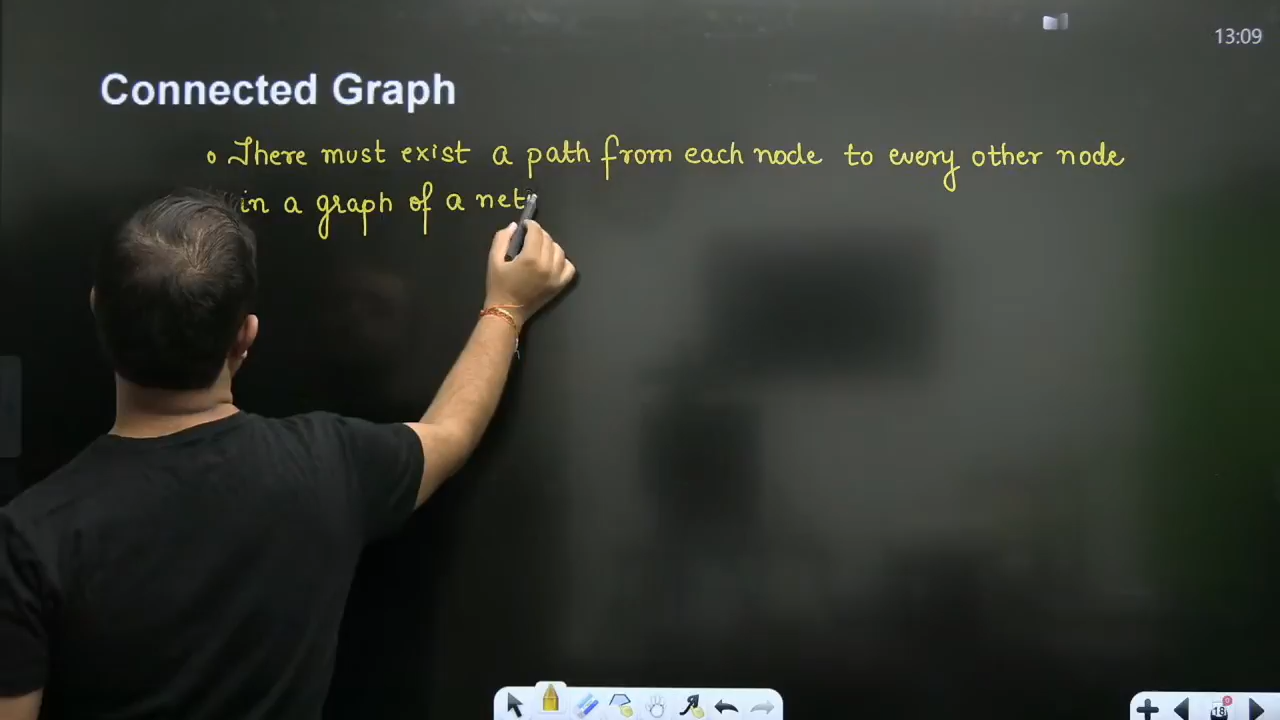 13:09
Connected Graph
There must exist a path from each node to every other node
in a graph of a net
18